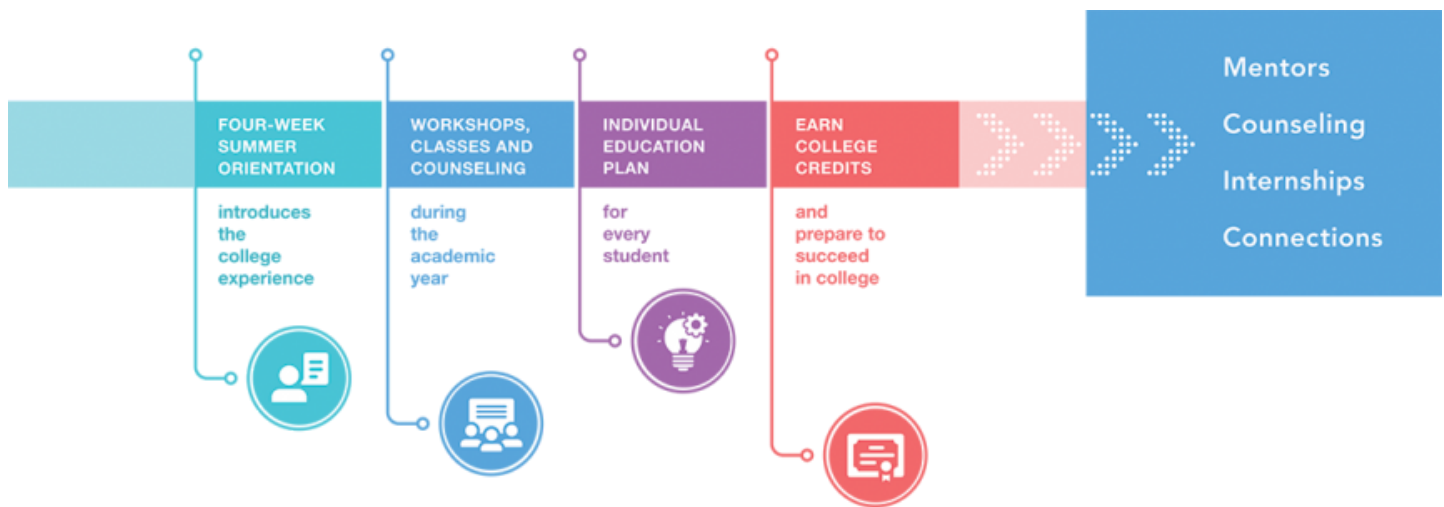 FOUR-WEEK
SUMMER
ORIENTATION
introduces
the
college
experience
WORKSHOPS,
CLASSES AND
COUNSELING
during
the
academic
year
INDIVIDUAL
EDUCATION
PLAN
for
every
student
EARN
COLLEGE
CREDITS
and
prepare to
succeed
in college
Mentors
Counseling
Internships
Connections